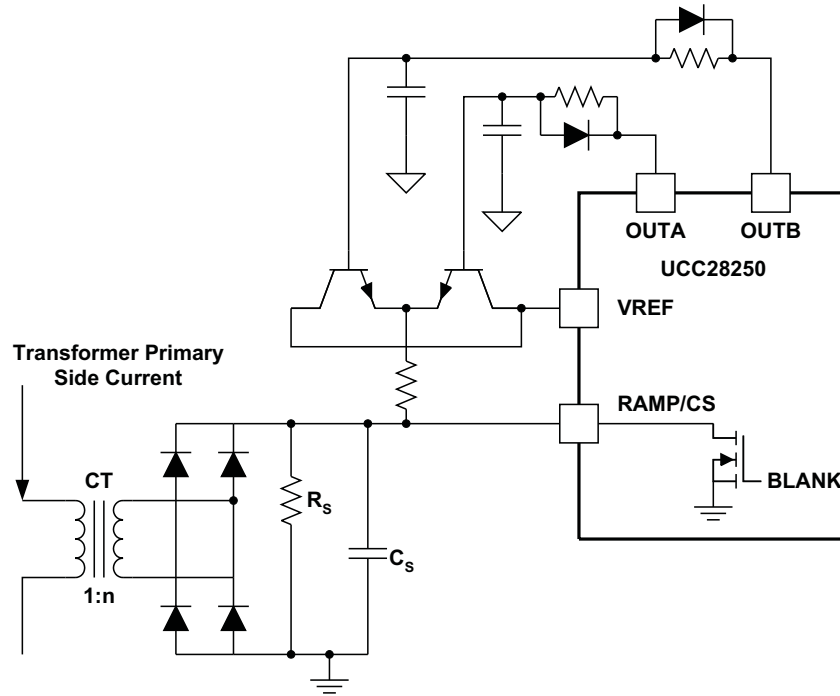 OUTA
OUTB
UCC28250
VREF
Transformer Primary
Side Current
RAMP/CS
CT
BLANK
RS
CS
1:n